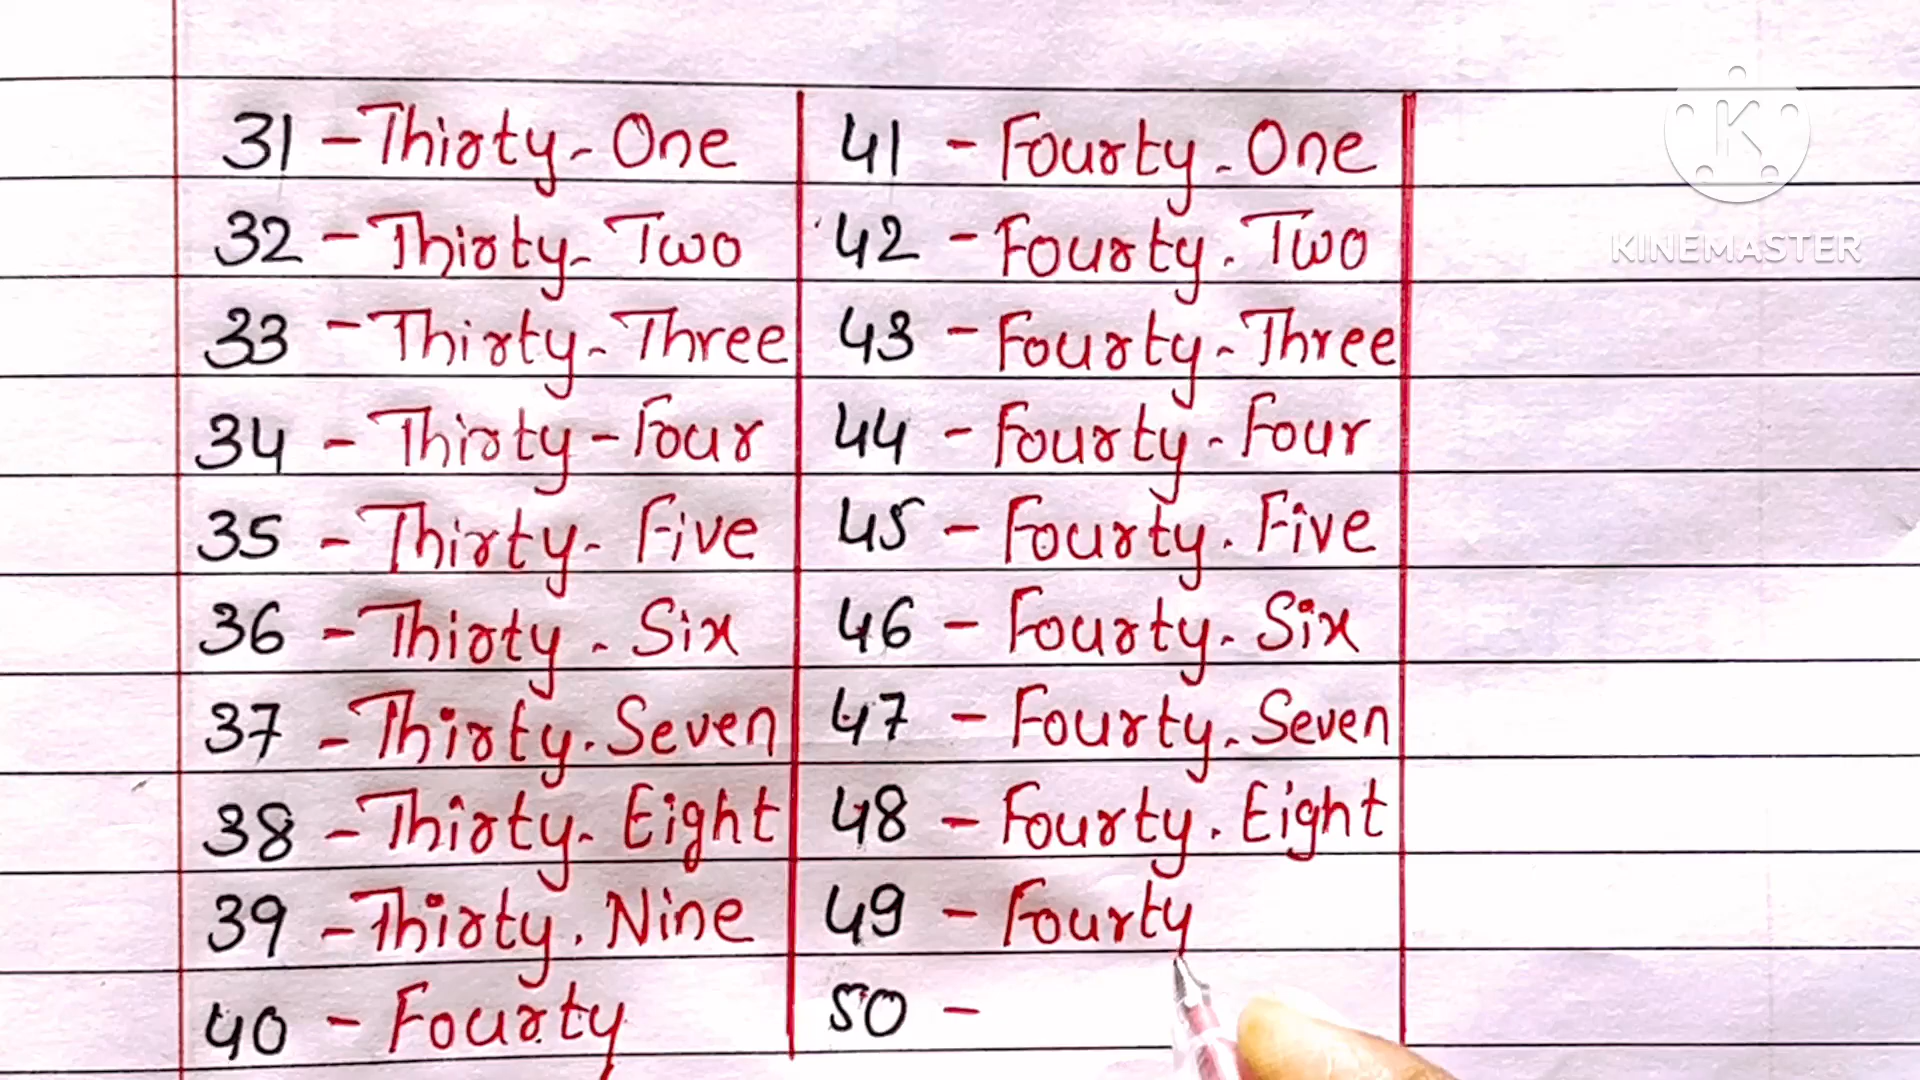 31 - Thirty - One
32 - Thirty - Two
33 - Thirty - Three
34 - Thirty - Four
35 - Thirty - Five
36 - Thirty - Six
37 - Thirty - Seven
38 - Thirty - Eight
39 - Thirty - Nine
40 - Fourty
41 - Fourty - One
42 - Fourty - Two
43 - Fourty - Three
44 - Fourty - Four
45 - Fourty - Five
46 - Fourty - Six
47 - Fourty - Seven
48 - Fourty - Eight
49 - Fourty
50 -
K
KINEMASTER